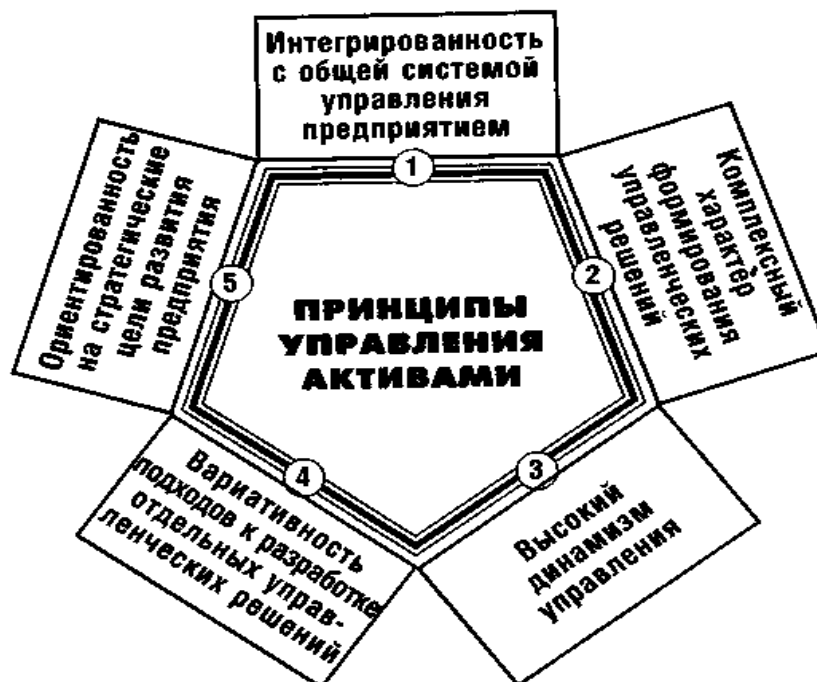 ПРИНЦИПЫ
УПРАВЛЕНИЯ
АКТИВАМИ
1
Интегрированность
с общей системой
управления
предприятием
2
Комплексный
характер
формирования
управленческих
решений
3
Высокий
динамизм
управления
4
Вариативность
подходов к разработке
отдельных управ-
ленческих решений
5
Ориентированность
на стратегические
цели развития
предприятия